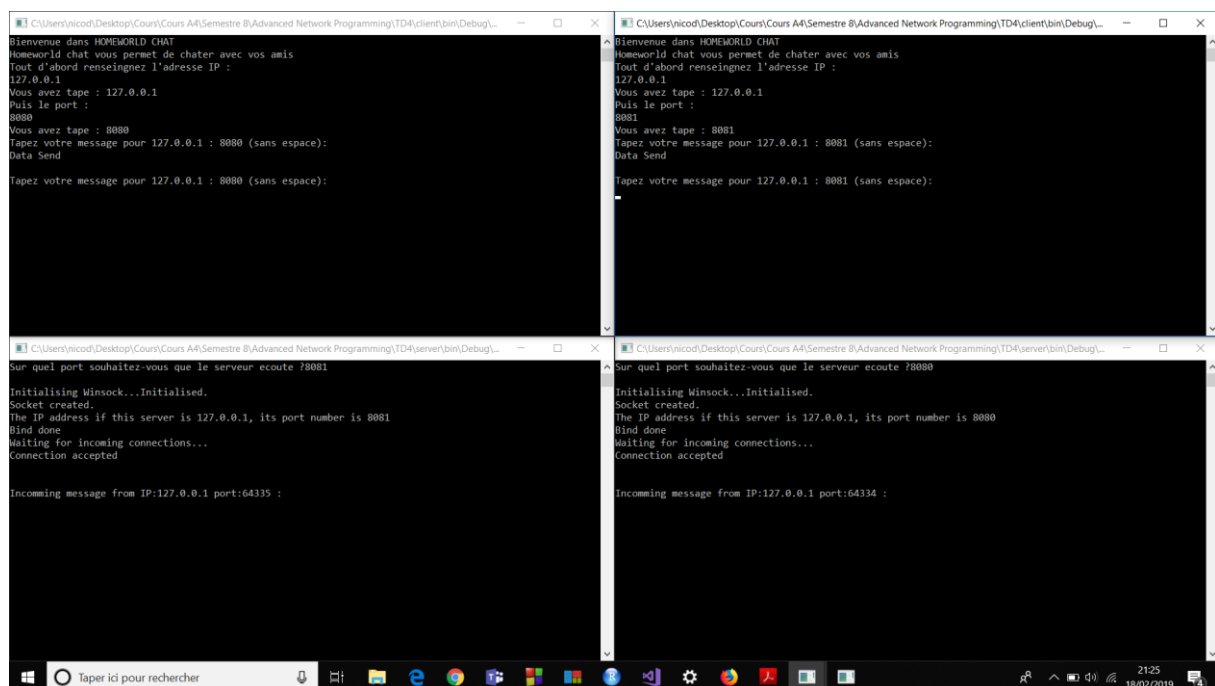 C:\Users\nicod\Desktop\Cours\Cours A4\Semestre 8\Advanced Network Programming\TD4\client\bin\Debug\...
Bienvenue dans HOMEWORLD CHAT
Homeworld chat vous permet de chater avec vos amis
Tout d'abord renseingnez l'adresse IP :
127.0.0.1
Vous avez tape : 127.0.0.1
Puis le port :
8080
Vous avez tape : 8080
Tapez votre message pour 127.0.0.1 : 8080 (sans espace):
Data Send
Tapez votre message pour 127.0.0.1 : 8080 (sans espace):
C:\Users\nicod\Desktop\Cours\Cours A4\Semestre 8\Advanced Network Programming\TD4\client\bin\Debug\...
Bienvenue dans HOMEWORLD CHAT
Homeworld chat vous permet de chater avec vos amis
Tout d'abord renseingnez l'adresse IP :
127.0.0.1
Vous avez tape : 127.0.0.1
Puis le port :
8081
Vous avez tape : 8081
Tapez votre message pour 127.0.0.1 : 8081 (sans espace):
Data Send
Tapez votre message pour 127.0.0.1 : 8081 (sans espace):
C:\Users\nicod\Desktop\Cours\Cours A4\Semestre 8\Advanced Network Programming\TD4\server\bin\Debug\...
Sur quel port souhaitez-vous que le serveur ecoute ?8081
Initialising Winsock...Initialised.
Socket created.
The IP address if this server is 127.0.0.1, its port number is 8081
Bind done
Waiting for incoming connections...
Connection accepted
Incomming message from IP:127.0.0.1 port:64335 :
C:\Users\nicod\Desktop\Cours\Cours A4\Semestre 8\Advanced Network Programming\TD4\server\bin\Debug\...
Sur quel port souhaitez-vous que le serveur ecoute ?8080
Initialising Winsock...Initialised.
Socket created.
The IP address if this server is 127.0.0.1, its port number is 8080
Bind done
Waiting for incoming connections...
Connection accepted
Incomming message from IP:127.0.0.1 port:64334 :
Taper ici pour rechercher
21:25
18/02/2019